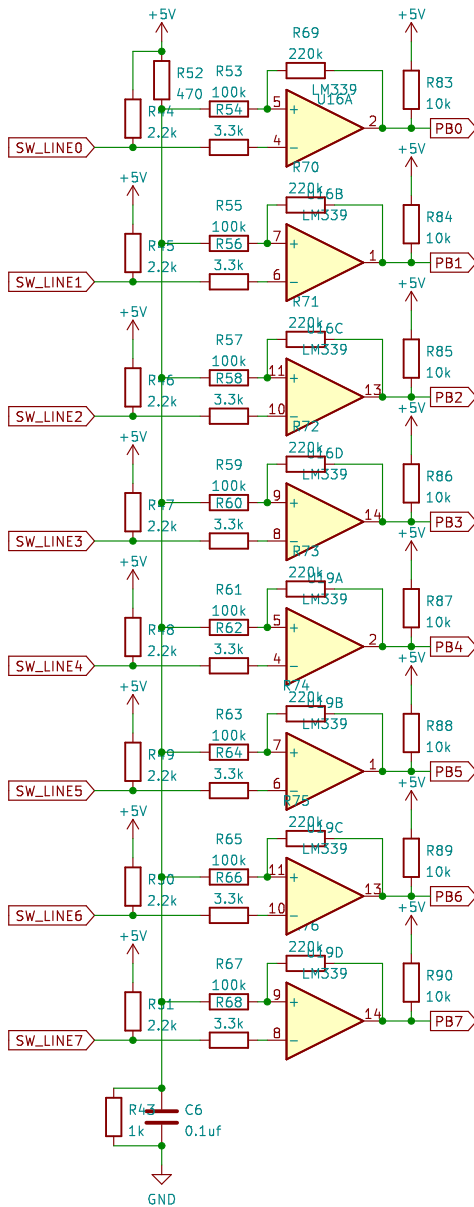 +5V
+5V
R69
220k
R52
470
R53
100k
R83
10k
LM339
U16A
R44
2.2k
R54
3.3k
5
+
4
−
2
SW_LINE0
PB0
R70
220k
+5V
+5V
U16B
LM339
R55
100k
R84
10k
R45
2.2k
R56
3.3k
7
+
6
−
1
SW_LINE1
PB1
R71
220k
+5V
+5V
U16C
LM339
R57
100k
R85
10k
R46
2.2k
R58
3.3k
11
+
10
−
13
SW_LINE2
PB2
R72
220k
+5V
+5V
U16D
LM339
R59
100k
R86
10k
R47
2.2k
R60
3.3k
9
+
8
−
14
SW_LINE3
PB3
R73
220k
+5V
+5V
U19A
LM339
R61
100k
R87
10k
R48
2.2k
R62
3.3k
5
+
4
−
2
SW_LINE4
PB4
R74
220k
+5V
+5V
U19B
LM339
R63
100k
R88
10k
R49
2.2k
R64
3.3k
7
+
6
−
1
SW_LINE5
PB5
R75
220k
+5V
+5V
U19C
LM339
R65
100k
R89
10k
R50
2.2k
R66
3.3k
11
+
10
−
13
SW_LINE6
PB6
R76
220k
+5V
+5V
U19D
LM339
R67
100k
R90
10k
R51
2.2k
R68
3.3k
9
+
8
−
14
SW_LINE7
PB7
R43
1k
C6
0.1uf
GND